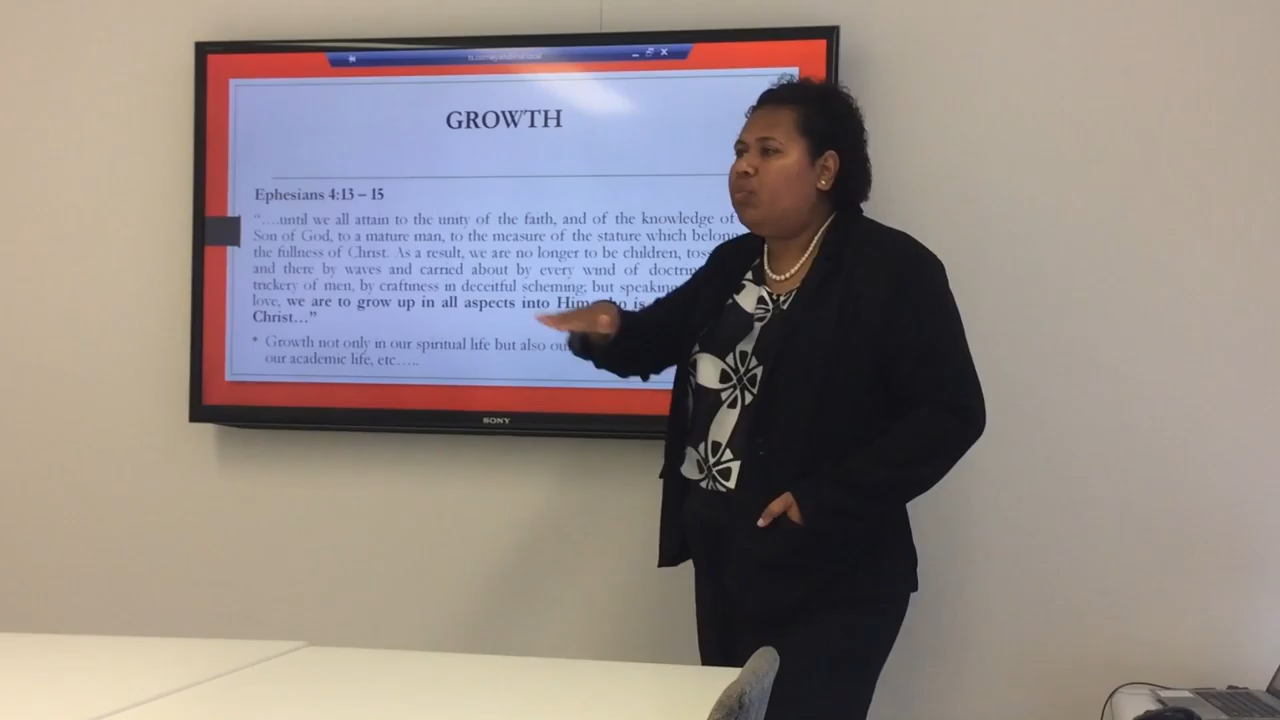 GROWTH
Ephesians 4:13 – 15
"….until we all attain to the unity of the faith, and of the knowledge of
Son of God, to a mature man, to the measure of the stature which belon
the fullness of Christ. As a result, we are no longer to be children, toss
and there by waves and carried about by every wind of doctrin
trickery of men, by craftiness in deceitful scheming; but speaking
love, we are to grow up in all aspects into Him who is
Christ…"
* Growth not only in our spiritual life but also ou
our academic life, etc…..
SONY